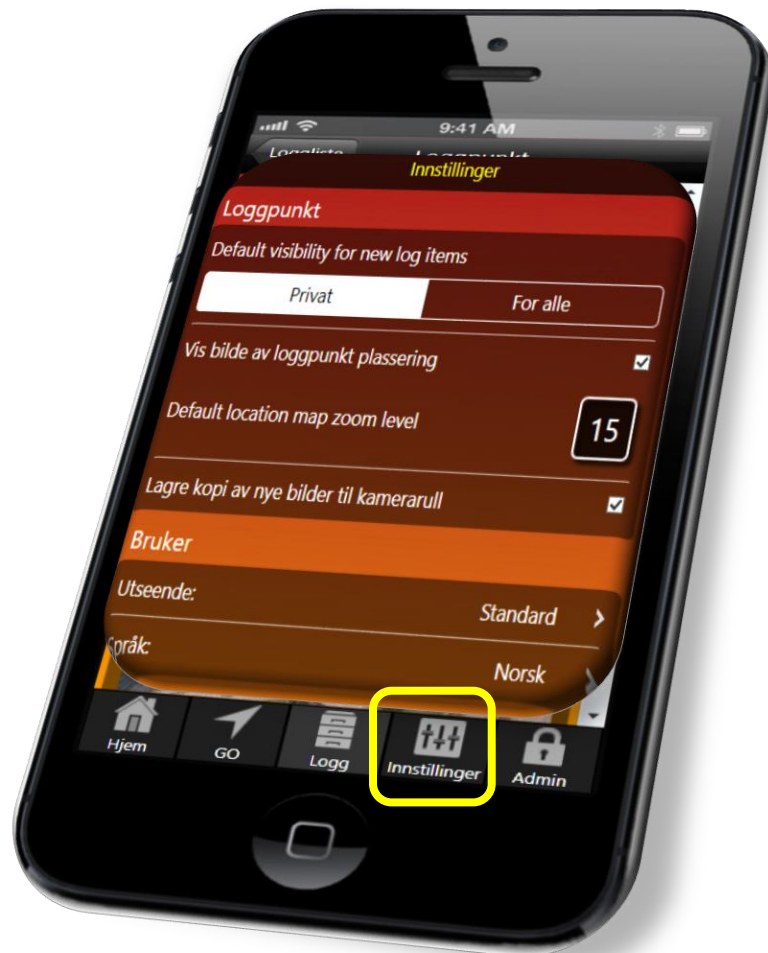 9:41 AM
Loggliste
Loggpunkt
Innstillinger
Loggpunkt
Default visibility for new log items
Privat
For alle
Vis bilde av loggpunkt plassering
Default location map zoom level
15
Lagre kopi av nye bilder til kamerarull
Bruker
Utseende:
Standard
Språk:
Norsk
Hjem
GO
Logg
Innstillinger
Admin